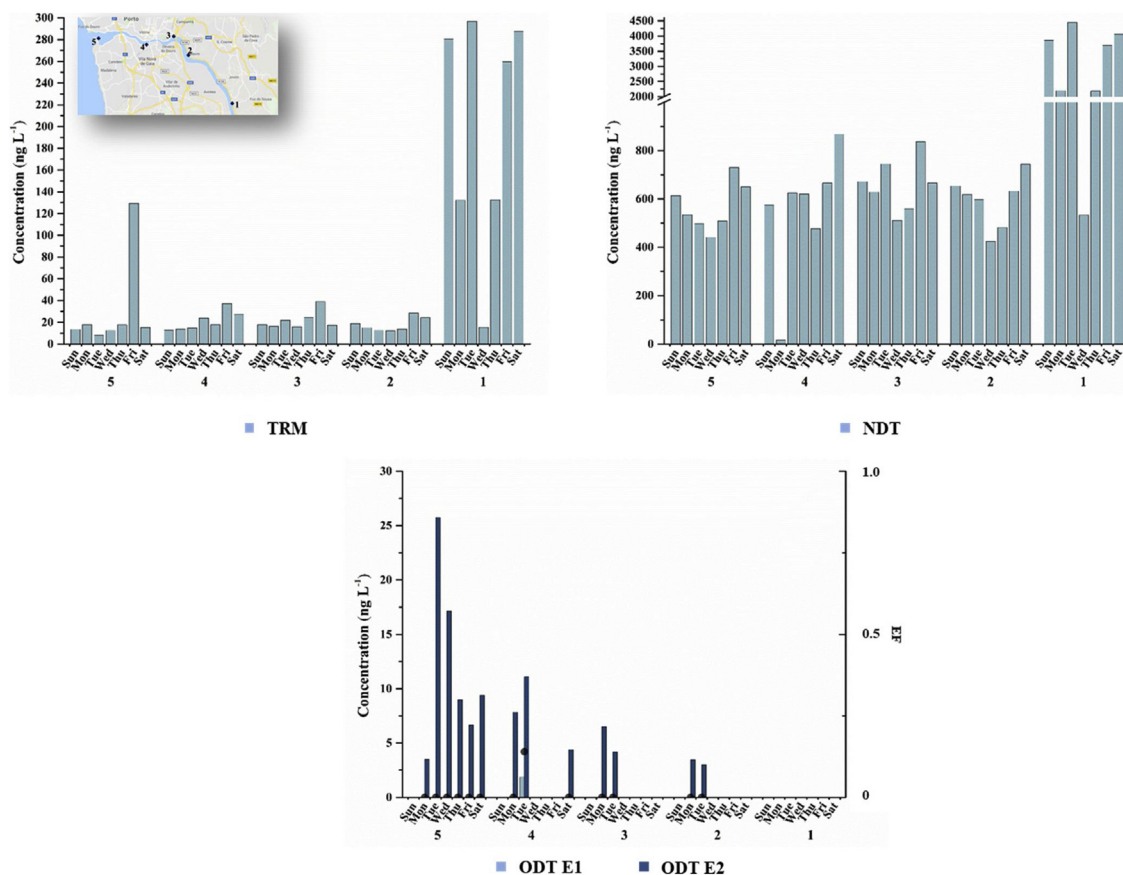 300
280
260
240
220
200
180
160
140
120
100
80
60
40
20
0
Concentration (ng L⁻¹)
Porto
5
4
3
2
1
Vila Nova
de Gaia
Sun Mon Tue Wed Thu Fri Sat Sun Mon Tue Wed Thu Fri Sat Sun Mon Tue Wed Thu Fri Sat Sun Mon Tue Wed Thu Fri Sat Sun Mon Tue Wed Thu Fri Sat
5 4 3 2 1
TRM
4500
4000
3500
3000
2500
2000
800
600
400
200
0
Concentration (ng L⁻¹)
Sun Mon Tue Wed Thu Fri Sat Sun Mon Tue Wed Thu Fri Sat Sun Mon Tue Wed Thu Fri Sat Sun Mon Tue Wed Thu Fri Sat Sun Mon Tue Wed Thu Fri Sat
5 4 3 2 1
NDT
30
25
20
15
10
5
0
Concentration (ng L⁻¹)
1.0
0.5
0
EF
Sun Mon Tue Wed Thu Fri Sat Sun Mon Tue Wed Thu Fri Sat Sun Mon Tue Wed Thu Fri Sat Sun Mon Tue Wed Thu Fri Sat Sun Mon Tue Wed Thu Fri Sat
5 4 3 2 1
ODT E1 ODT E2